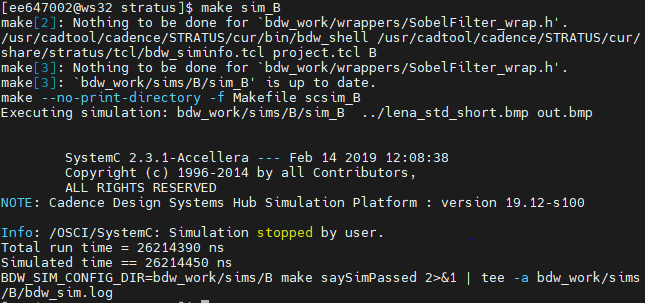 [ee647002@ws32 stratus]$ make sim_B
make[2]: Nothing to be done for `bdw_work/wrappers/SobelFilter_wrap.h'.
/usr/cadtool/cadence/STRATUS/cur/bin/bdw_shell /usr/cadtool/cadence/STRATUS/cur/
share/stratus/tcl/bdw_siminfo.tcl project.tcl B
make[3]: Nothing to be done for `bdw_work/wrappers/SobelFilter_wrap.h'.
make[3]: `bdw_work/sims/B/sim_B' is up to date.
make --no-print-directory -f Makefile scsim_B
Executing simulation: bdw_work/sims/B/sim_B  ../lena_std_short.bmp out.bmp
SystemC 2.3.1-Accellera --- Feb 14 2019 12:08:38
Copyright (c) 1996-2014 by all Contributors,
ALL RIGHTS RESERVED
NOTE: Cadence Design Systems Hub Simulation Platform : version 19.12-s100
Info: /OSCI/SystemC: Simulation stopped by user.
Total run time = 26214390 ns
Simulated time == 26214450 ns
BDW_SIM_CONFIG_DIR=bdw_work/sims/B make saySimPassed 2>&1 | tee -a bdw_work/sims
/B/bdw_sim.log